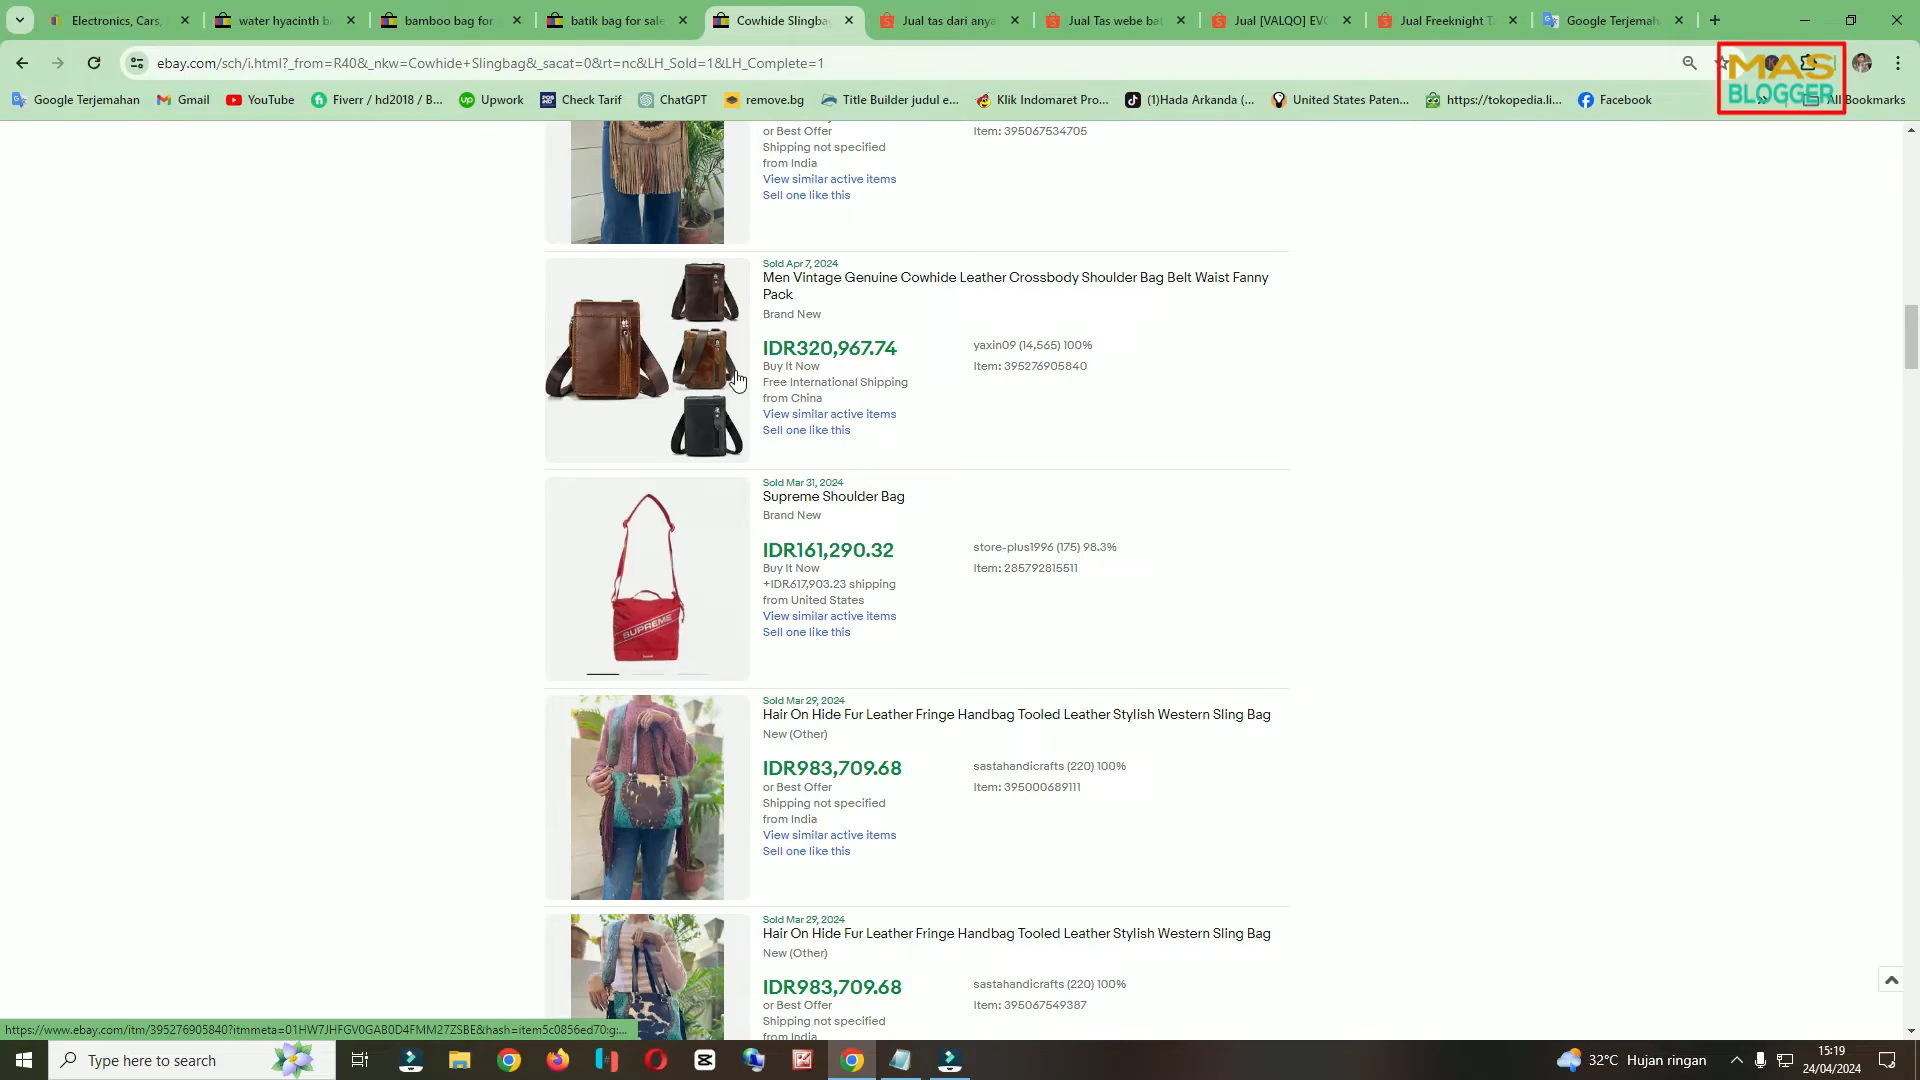 Electronics, Cars,
water hyacinth b
bamboo bag for
batik bag for sale
Cowhide Slingba
Jual tas dari anya
Jual Tas webe bat
Jual [VALQO] EVO
Jual Freeknight T
Google Terjemah
ebay.com/sch/i.html?_from=R40&_nkw=Cowhide+Slingbag&_sacat=0&rt=nc&LH_Sold=1&LH_Complete=1
MAS
BLOGGER
Google Terjemahan
Gmail
YouTube
Fiverr / hd2018 / B...
Upwork
Check Tarif
ChatGPT
remove.bg
Title Builder judul e...
Klik Indomaret Pro...
(1)Hada Arkanda (...
United States Paten...
https://tokopedia.li...
Facebook
All Bookmarks
or Best Offer
Item: 395067534705
Shipping not specified
from India
View similar active items
Sell one like this
Sold Apr 7, 2024
Men Vintage Genuine Cowhide Leather Crossbody Shoulder Bag Belt Waist Fanny
Pack
Brand New
IDR320,967.74
yaxin09 (14,565) 100%
Buy It Now
Item: 395276905840
Free International Shipping
from China
View similar active items
Sell one like this
Sold Mar 31, 2024
Supreme Shoulder Bag
Brand New
SUPREME
IDR161,290.32
store-plus1996 (175) 98.3%
Buy It Now
Item: 285792815511
+IDR617,903.23 shipping
from United States
View similar active items
Sell one like this
Sold Mar 29, 2024
Hair On Hide Fur Leather Fringe Handbag Tooled Leather Stylish Western Sling Bag
New (Other)
IDR983,709.68
sastahandicrafts (220) 100%
or Best Offer
Item: 395000689111
Shipping not specified
from India
View similar active items
Sell one like this
Sold Mar 29, 2024
Hair On Hide Fur Leather Fringe Handbag Tooled Leather Stylish Western Sling Bag
New (Other)
IDR983,709.68
sastahandicrafts (220) 100%
or Best Offer
Item: 395067549387
Shipping not specified
from India
https://www.ebay.com/itm/395276905840?itmmeta=01HW7JHFGV0GAB0D4FMM27ZSBE&hash=item5c0856ed70:g:...
Type here to search
32°C Hujan ringan
15:19
24/04/2024